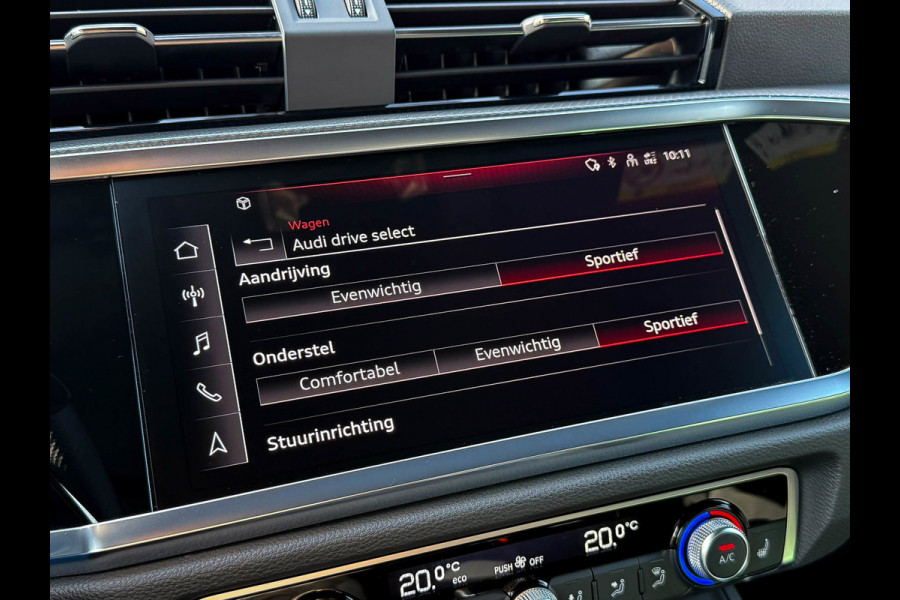 10:11
Wagen
Audi drive select
Aandrijving
Evenwichtig Sportief
Onderstel
Comfortabel Evenwichtig Sportief
Stuurinrichting
20.0°C eco PUSH OFF 20.0°C
A/C